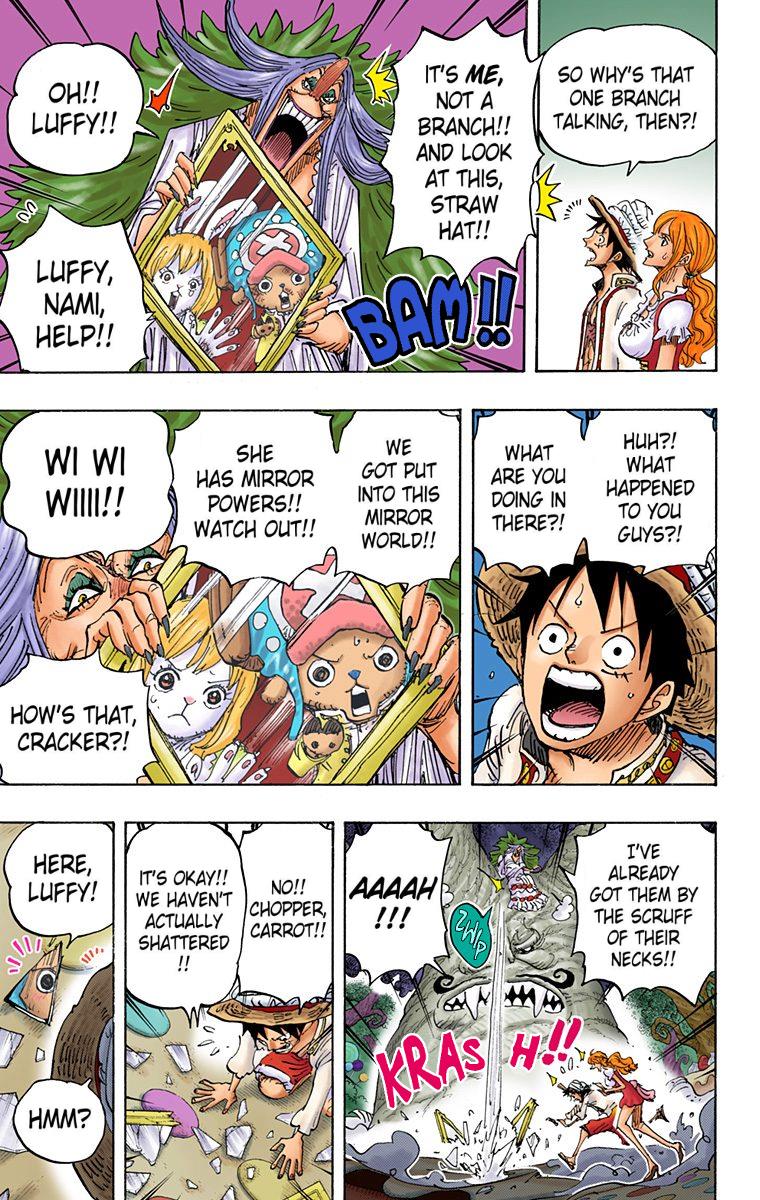 SO WHY'S THAT
ONE BRANCH
TALKING, THEN?!
IT'S ME,
NOT A
BRANCH!!
AND LOOK
AT THIS,
STRAW
HAT!!
OH!!
LUFFY!!
LUFFY,
NAMI,
HELP!!
BAM!!
HUH?!
WHAT
HAPPENED
TO YOU
GUYS?!
WHAT
ARE YOU
DOING IN
THERE?!
WE
GOT PUT
INTO THIS
MIRROR
WORLD!!
SHE
HAS MIRROR
POWERS!!
WATCH OUT!!
WI WI
WIIII!!
HOW'S THAT,
CRACKER?!
I'VE
ALREADY
GOT THEM BY
THE SCRUFF
OF THEIR
NECKS!!
AAAAH
!!!
ZWIP
KRASH!!
NO!!
CHOPPER,
CARROT!!
IT'S OKAY!!
WE HAVEN'T
ACTUALLY
SHATTERED
!!
HERE,
LUFFY!
HMM?